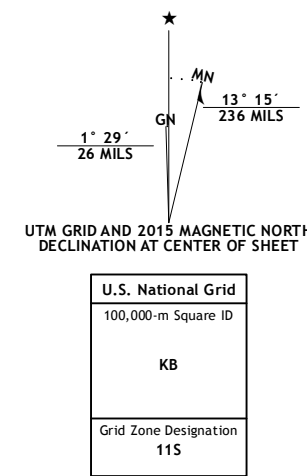 ★
MN
13° 15´
236 MILS
GN
1° 29´
26 MILS
UTM GRID AND 2015 MAGNETIC NORTH
DECLINATION AT CENTER OF SHEET
U.S. National Grid
100,000-m Square ID
KB
Grid Zone Designation
11S